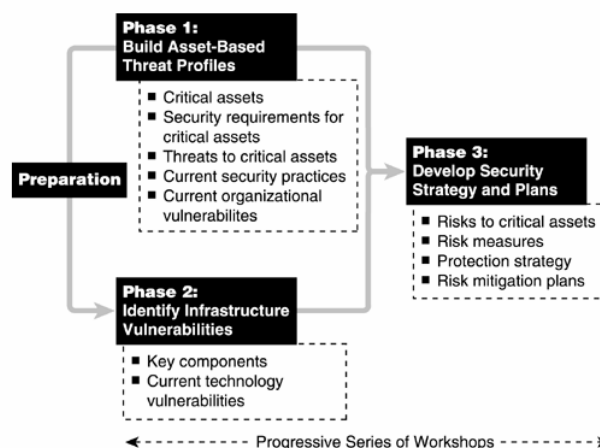 Phase 1:
Build Asset-Based
Threat Profiles
■ Critical assets
■ Security requirements for
critical assets
■ Threats to critical assets
■ Current security practices
■ Current organizational
vulnerabilites
Preparation
Phase 2:
Identify Infrastructure
Vulnerabilities
■ Key components
■ Current technology
vulnerabilities
Phase 3:
Develop Security
Strategy and Plans
■ Risks to critical assets
■ Risk measures
■ Protection strategy
■ Risk mitigation plans
Progressive Series of Workshops